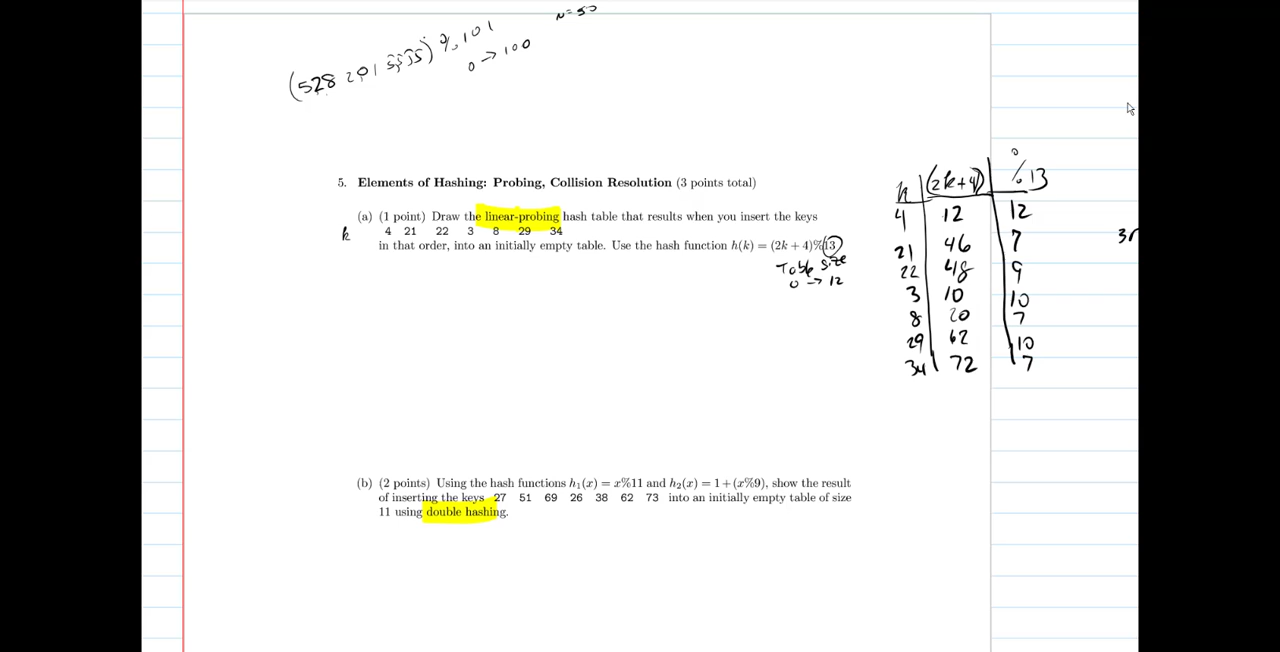 n=50
(528 201 5555) % 101
0 → 100
5. Elements of Hashing: Probing, Collision Resolution (3 points total)
(a) (1 point) Draw the linear-probing hash table that results when you insert the keys
k 4 21 22 3 8 29 34
in that order, into an initially empty table. Use the hash function h(k) = (2k + 4)%13
Table size
0 → 12
k (2k+4) % 13
4 12 12
21 46 7
22 48 9
3 10 10
8 20 7
29 62 10
34 72 7
(b) (2 points) Using the hash functions h₁(x) = x%11 and h₂(x) = 1 + (x%9), show the result
of inserting the keys 27 51 69 26 38 62 73 into an initially empty table of size
11 using double hashing.